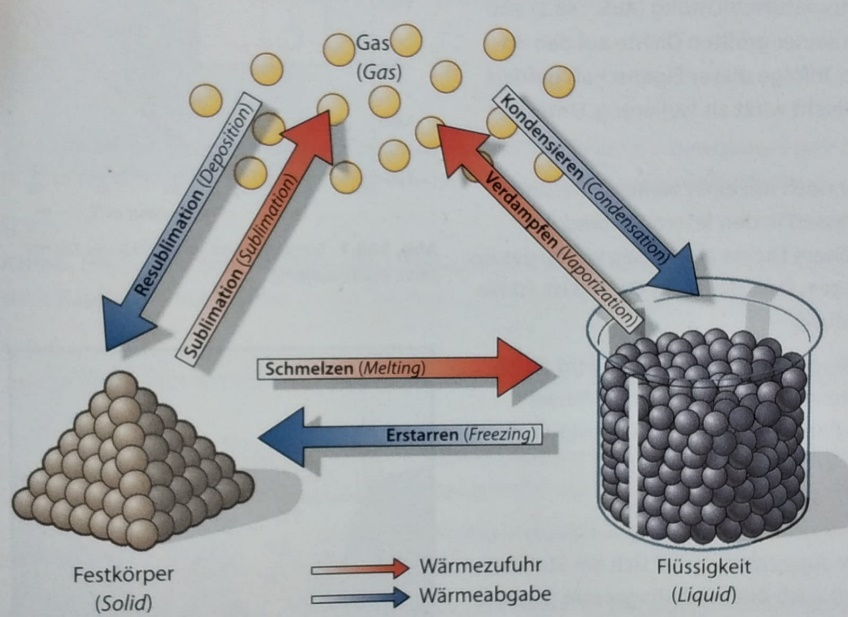 Gas
(Gas)
Resublimation (Deposition)
Sublimation (Sublimation)
Kondensieren (Condensation)
Verdampfen (Vaporization)
Schmelzen (Melting)
Erstarren (Freezing)
Festkörper
(Solid)
Flüssigkeit
(Liquid)
Wärmezufuhr
Wärmeabgabe